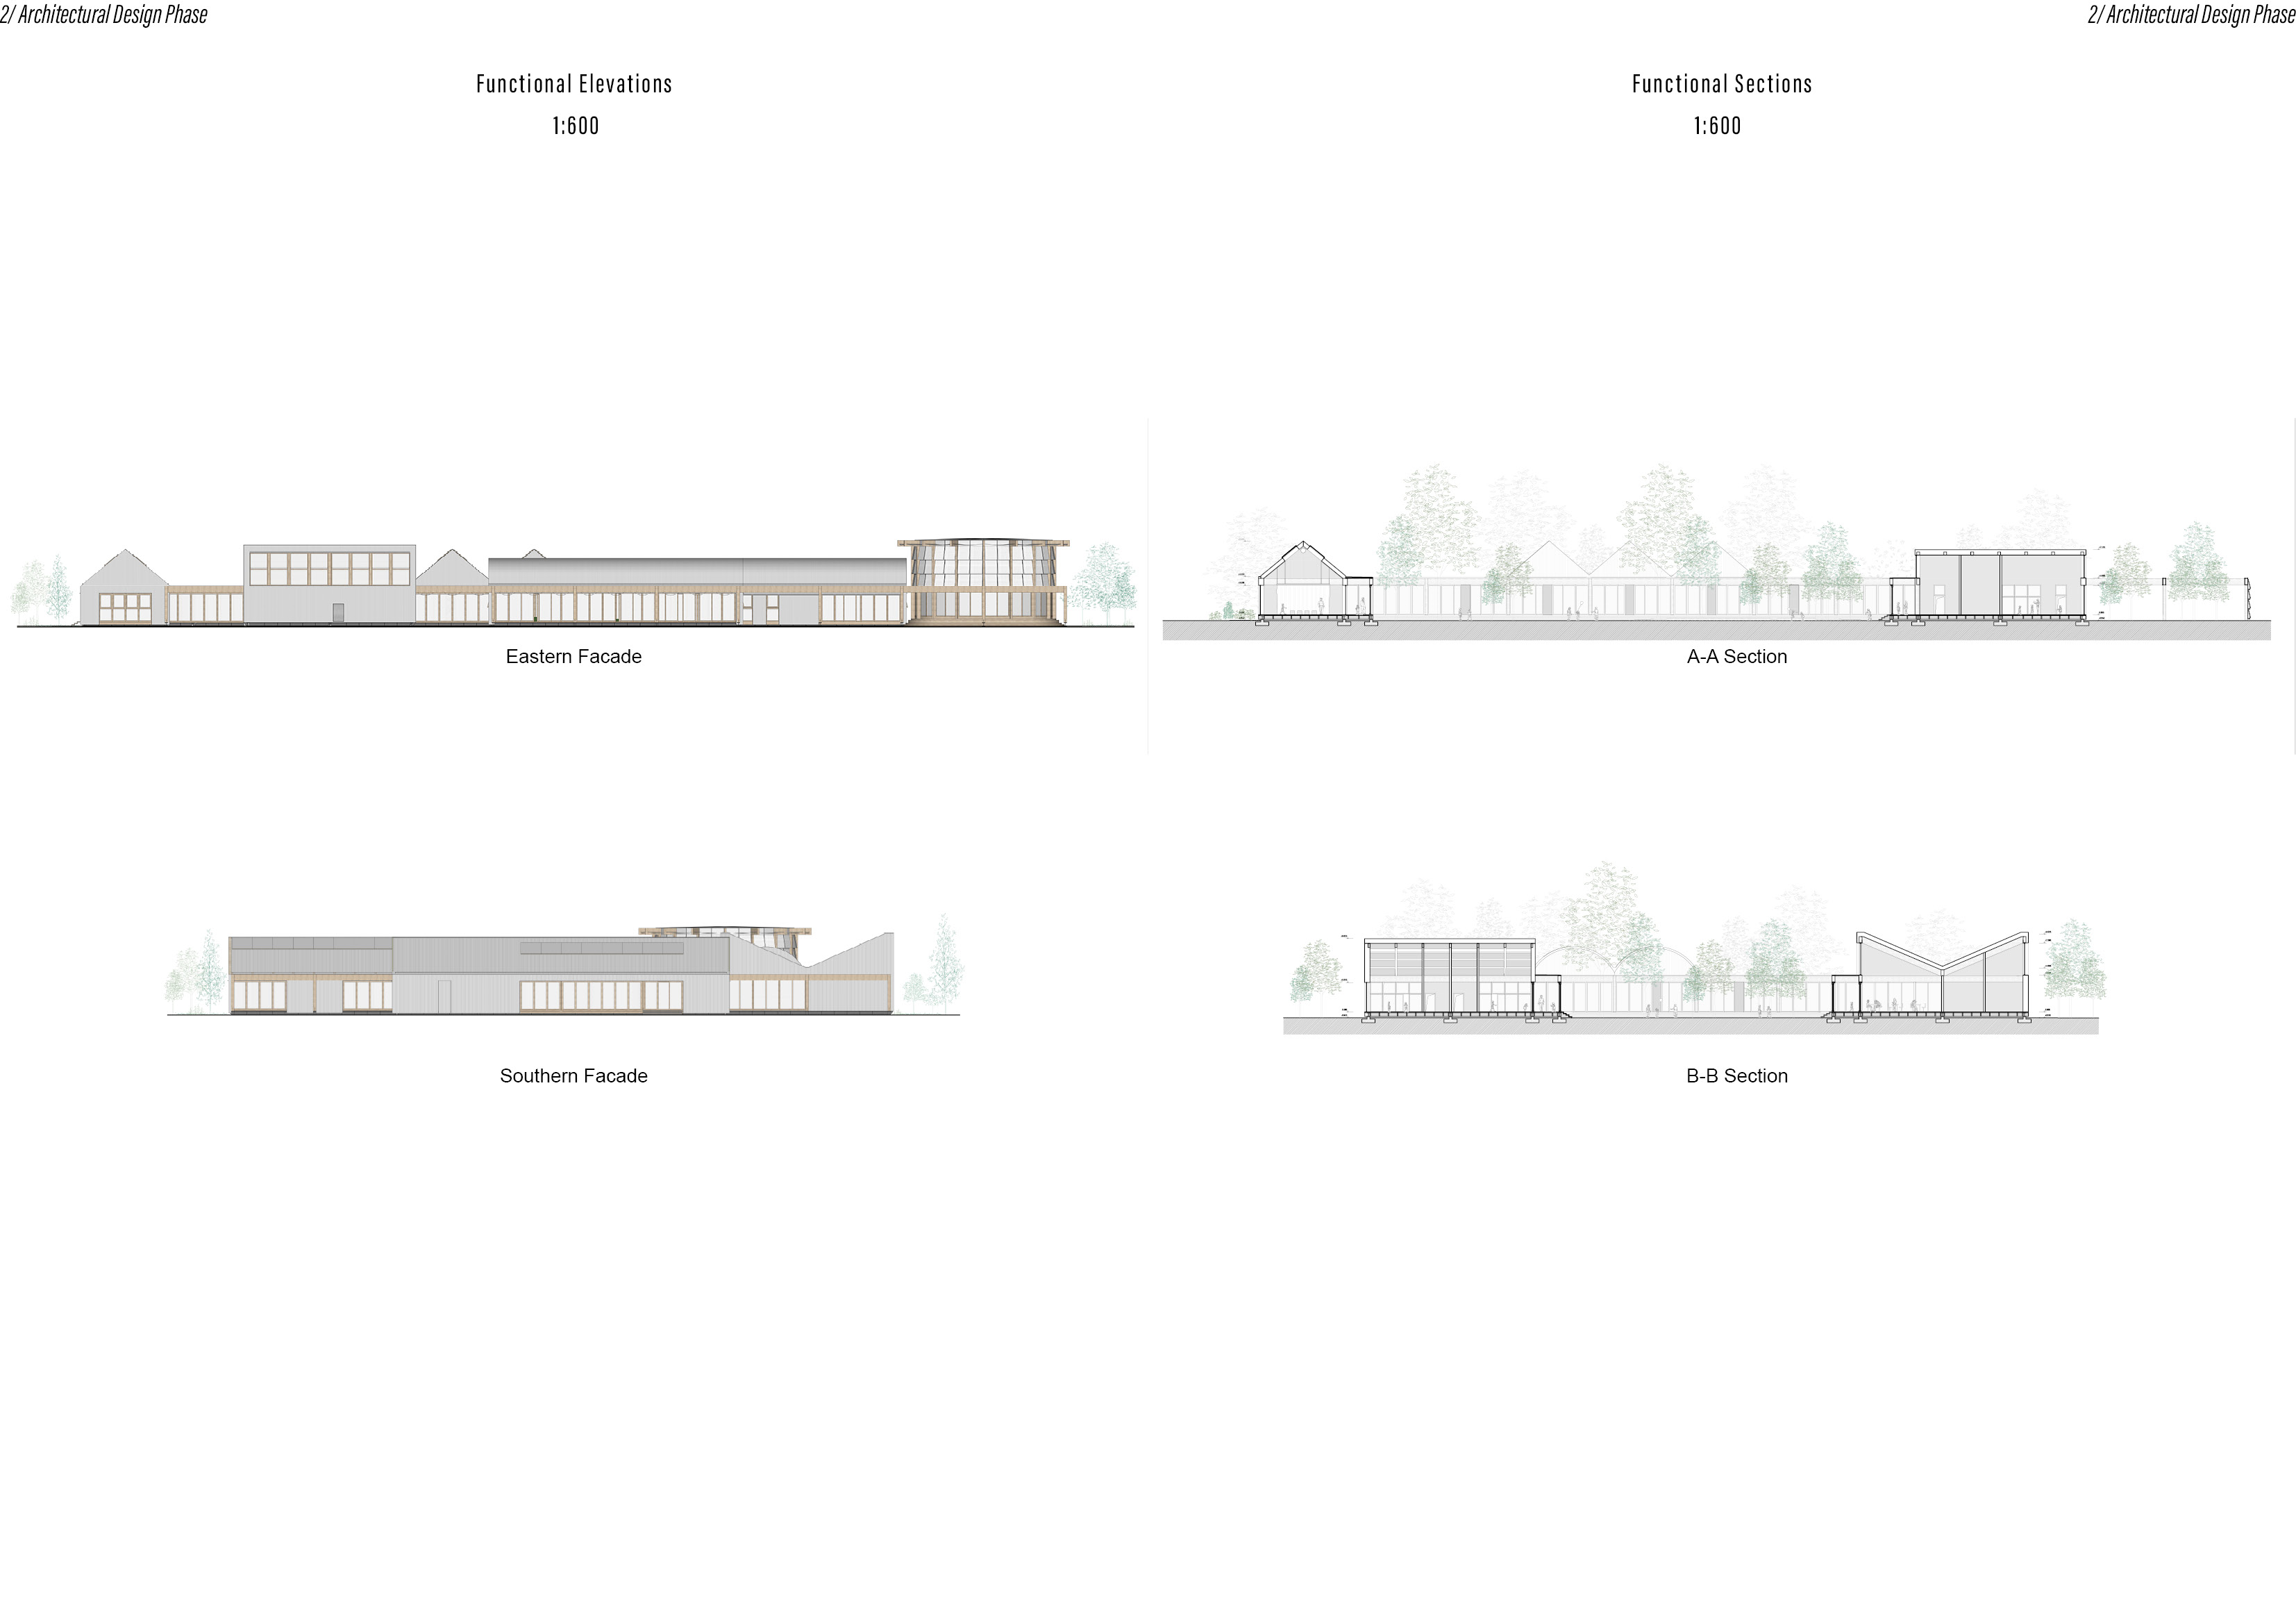 2/ Architectural Design Phase
2/ Architectural Design Phase
Functional Elevations
1:600
Functional Sections
1:600
Eastern Facade
A-A Section
Southern Facade
B-B Section